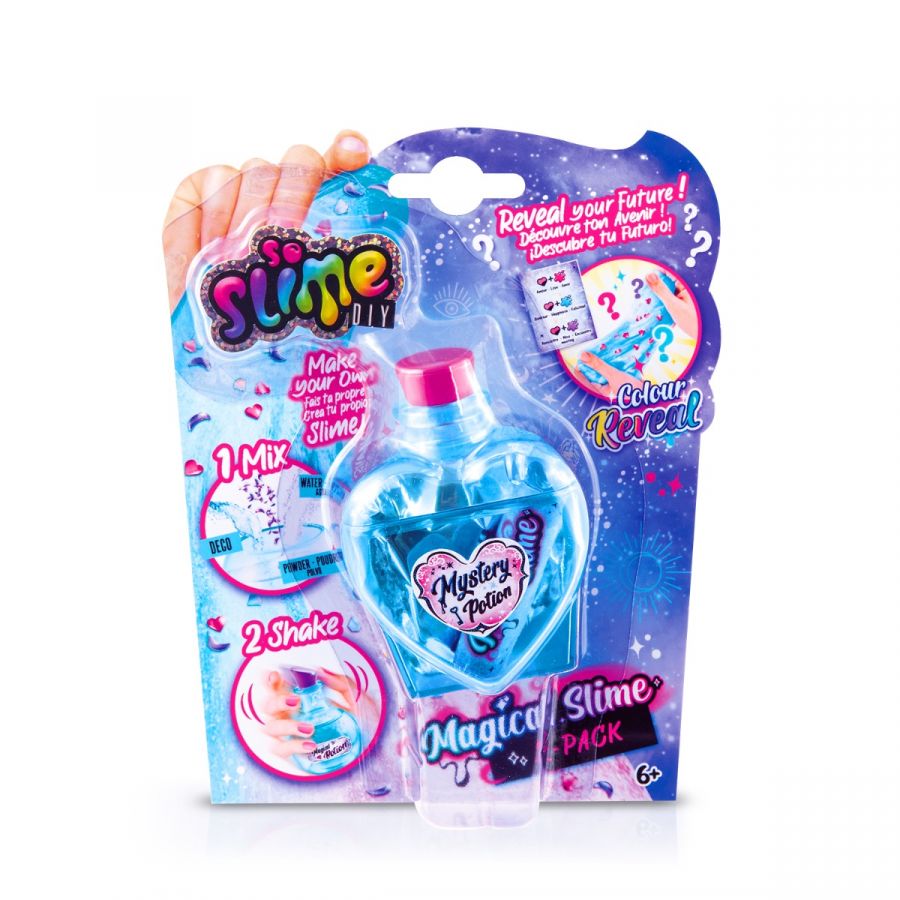 So
Slime
DIY
Reveal your Future!
Découvre ton Avenir!
¡Descubre tu Futuro!
Colour
Reveal
Make
your Own
Fais ta propre
Crea tu propio
Slime!
1 Mix
WATER
DECO
POWDER - POUDRE
POLVO
Mystery
Potion
2 Shake
Magical
Potion
Magical Slime
-PACK
6+